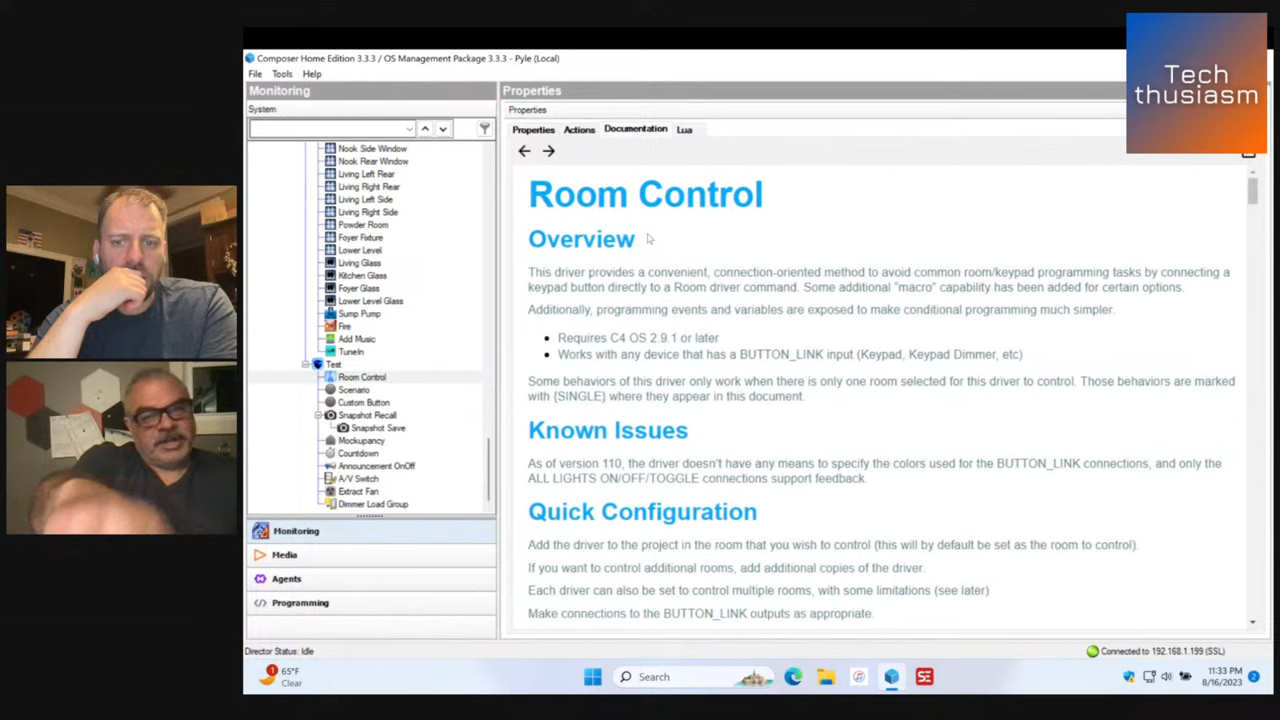 Tech
thusiasm
Composer Home Edition 3.3.3 / OS Management Package 3.3.3 - Pyle (Local)
File Tools Help
Monitoring
System
Nook Side Window
Nook Rear Window
Living Left Rear
Living Right Rear
Living Left Side
Living Right Side
Powder Room
Foyer Fixture
Lower Level
Living Glass
Kitchen Glass
Foyer Glass
Lower Level Glass
Sump Pump
Fire
Add Music
TuneIn
Test
Room Control
Scenario
Custom Button
Snapshot Recall
Snapshot Save
Mockupancy
Countdown
Announcement OnOff
A/V Switch
Extract Fan
Dimmer Load Group
Monitoring
Media
Agents
Programming
Properties
Properties
Properties Actions Documentation Lua
Room Control
Overview
This driver provides a convenient, connection-oriented method to avoid common room/keypad programming tasks by connecting a
keypad button directly to a Room driver command. Some additional "macro" capability has been added for certain options.
Additionally, programming events and variables are exposed to make conditional programming much simpler.
• Requires C4 OS 2.9.1 or later
• Works with any device that has a BUTTON_LINK input (Keypad, Keypad Dimmer, etc)
Some behaviors of this driver only work when there is only one room selected for this driver to control. Those behaviors are marked
with {SINGLE} where they appear in this document.
Known Issues
As of version 110, the driver doesn't have any means to specify the colors used for the BUTTON_LINK connections, and only the
ALL LIGHTS ON/OFF/TOGGLE connections support feedback.
Quick Configuration
Add the driver to the project in the room that you wish to control (this will by default be set as the room to control).
If you want to control additional rooms, add additional copies of the driver.
Each driver can also be set to control multiple rooms, with some limitations (see later)
Make connections to the BUTTON_LINK outputs as appropriate.
Director Status: Idle
Connected to 192.168.1.199 (SSL)
1
65°F
Clear
Search
SE
11:33 PM
8/16/2023
2